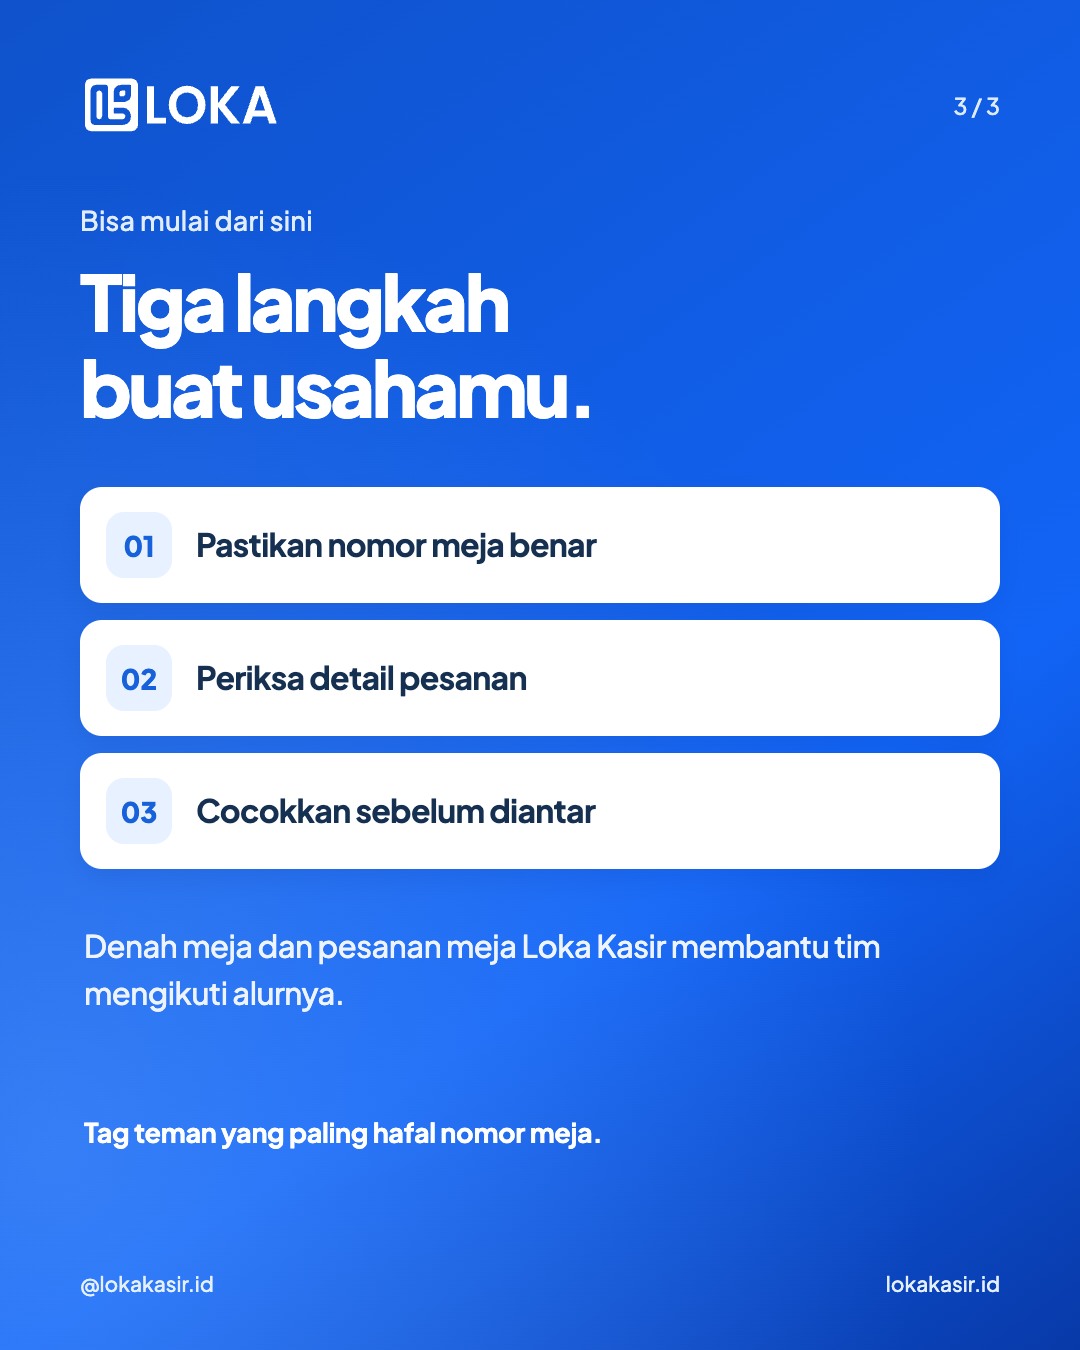 LOKA
3 / 3
Bisa mulai dari sini
Tiga langkah
buat usahamu.
01 Pastikan nomor meja benar
02 Periksa detail pesanan
03 Cocokkan sebelum diantar
Denah meja dan pesanan meja Loka Kasir membantu tim
mengikuti alurnya.
Tag teman yang paling hafal nomor meja.
@lokakasir.id
lokakasir.id